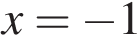 x = −1